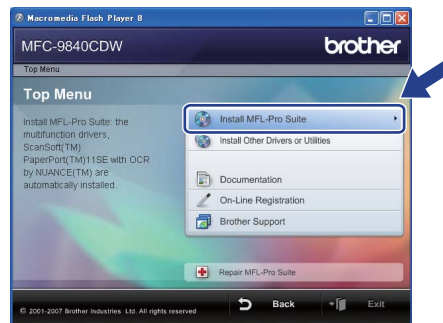 Macromedia Flash Player 8
MFC-9840CDW
brother
Top Menu
Top Menu
Install MFL-Pro Suite: the
multifunction drivers,
ScanSoft(TM)
PaperPort(TM)11SE with OCR
by NUANCE(TM) are
automatically installed.
Install MFL-Pro Suite
Install Other Drivers or Utilities
Documentation
On-Line Registration
Brother Support
Repair MFL-Pro Suite
© 2001-2007 Brother Industries Ltd. All rights reserved
Back
Exit